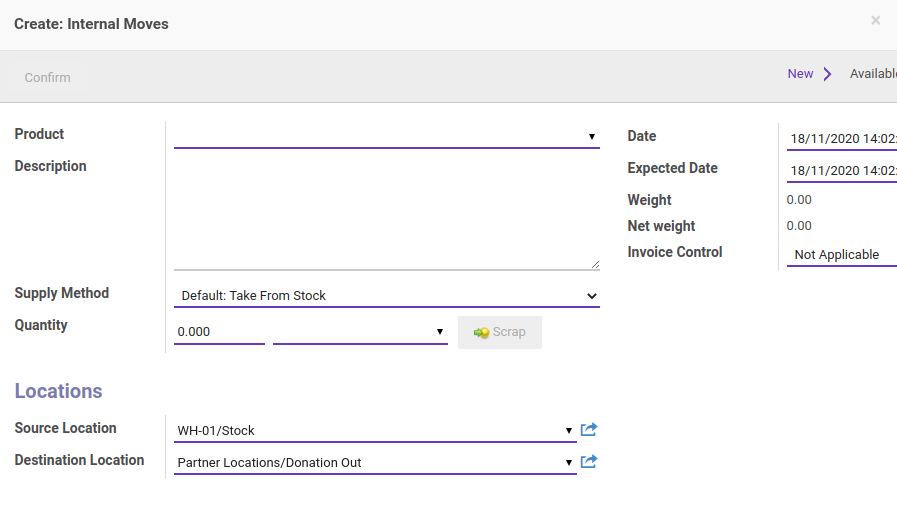 Create: Internal Moves
×
Confirm
New
Product
Description
Date
18/11/2020 14:02:
Expected Date
18/11/2020 14:02:
Weight
0.00
Net weight
0.00
Invoice Control
Not Applicable
Supply Method
Default: Take From Stock
Quantity
0.000
Scrap
Locations
Source Location
WH-01/Stock
Destination Location
Partner Locations/Donation Out